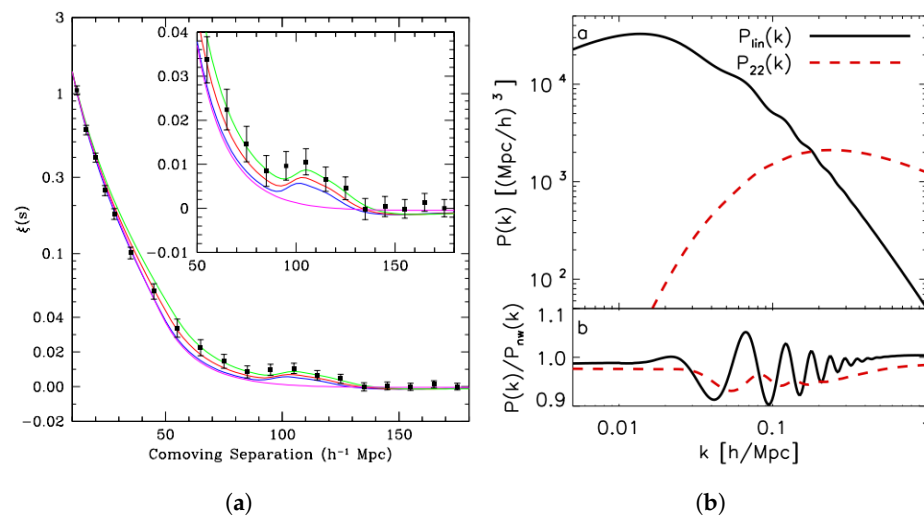 3
1
0.3
0.1
0.04
0.02
0.00
−0.02
ξ(s)
50
100
150
Comoving Separation (h⁻¹ Mpc)
0.04
0.03
0.02
0.01
0
−0.01
50
100
150
(a)
a
P_lin(k)
P_22(k)
10⁴
10³
10²
P(k) [(Mpc/h)³]
b
1.1
1.0
0.9
P(k)/P_nw(k)
0.01
0.1
k [h/Mpc]
(b)